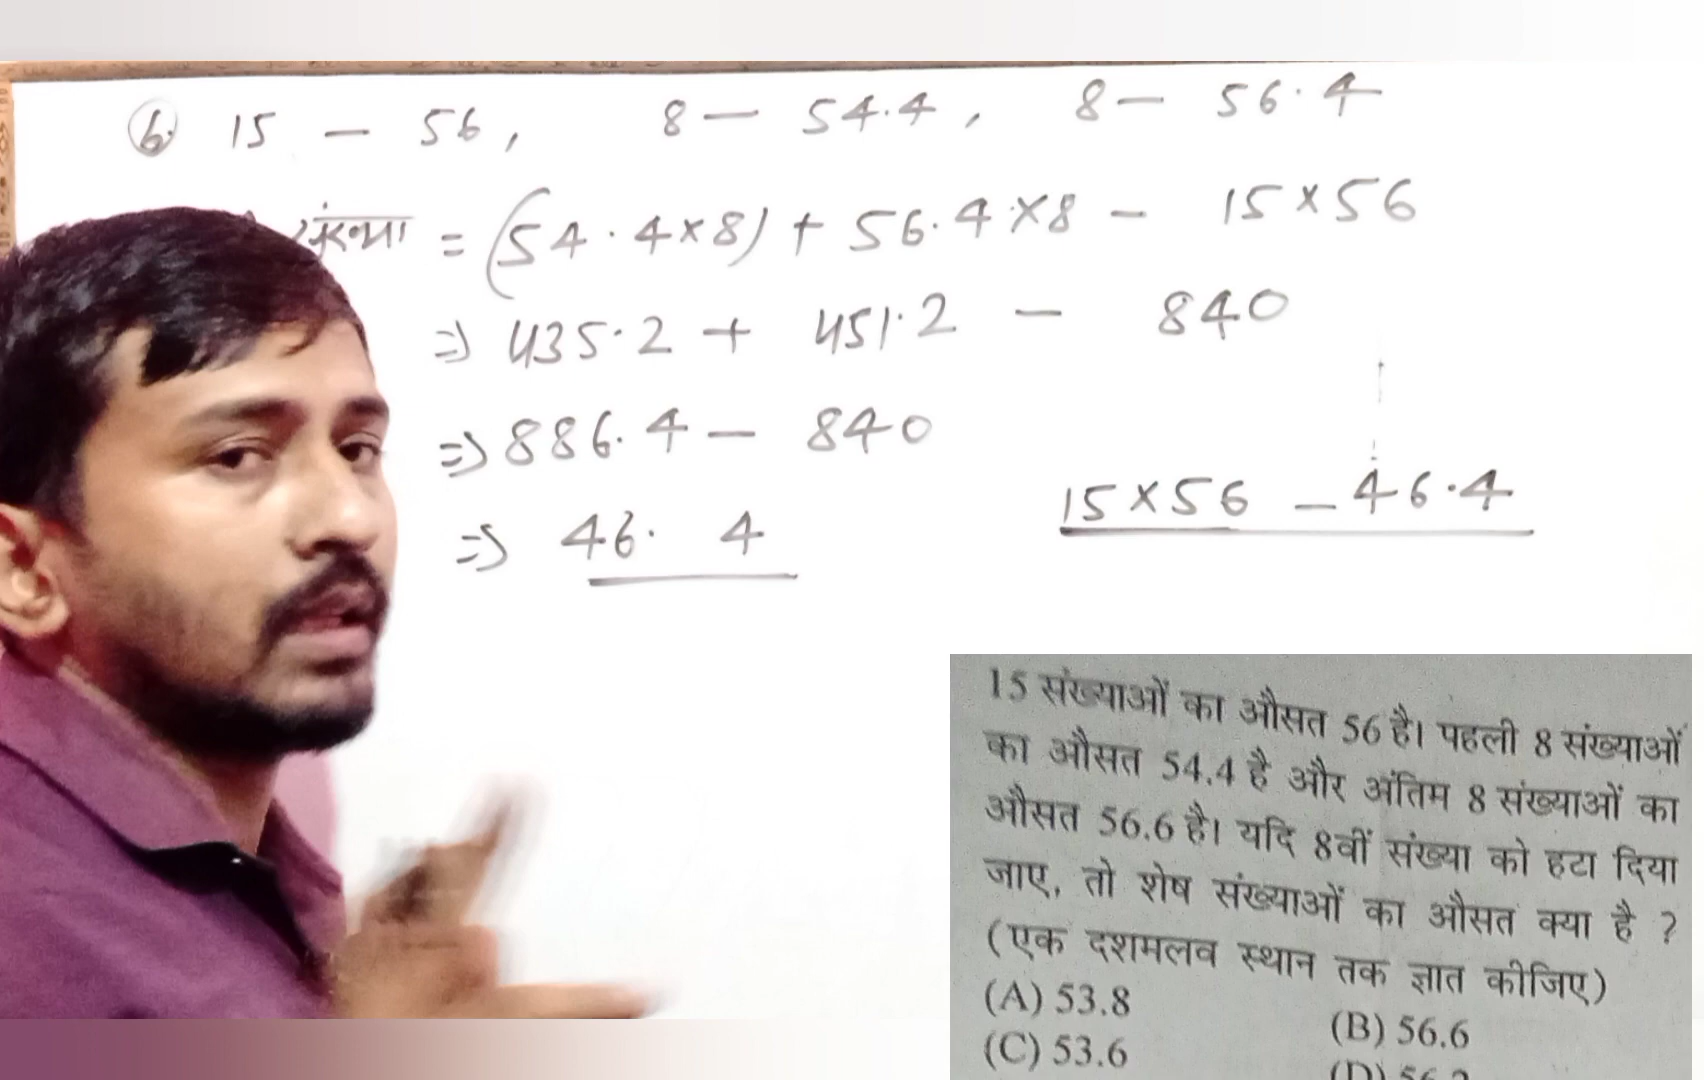 6. 15 — 56, 8 — 54.4, 8 — 56.4
संख्या = (54.4×8) + 56.4×8 — 15×56
⇒ 435.2 + 451.2 — 840
⇒ 886.4 — 840
⇒ 46.4
15×56 — 46.4
15 संख्याओं का औसत 56 है। पहली 8 संख्याओं
का औसत 54.4 है और अंतिम 8 संख्याओं का
औसत 56.6 है। यदि 8वीं संख्या को हटा दिया
जाए, तो शेष संख्याओं का औसत क्या है ?
(एक दशमलव स्थान तक ज्ञात कीजिए)
(A) 53.8
(B) 56.6
(C) 53.6